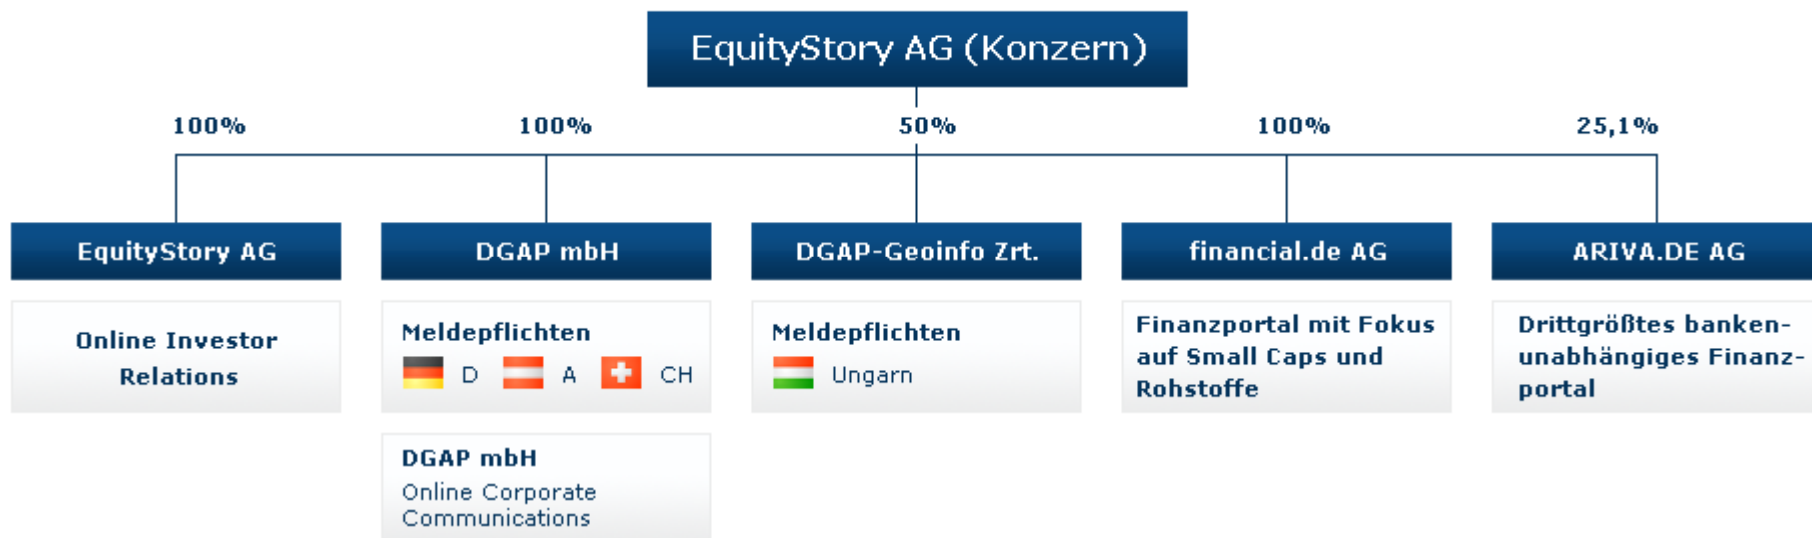 EquityStory AG (Konzern)
100%
100%
50%
100%
25,1%
EquityStory AG
DGAP mbH
DGAP-Geoinfo Zrt.
financial.de AG
ARIVA.DE AG
Online Investor
Relations
Meldepflichten
D A CH
Meldepflichten
Ungarn
Finanzportal mit Fokus
auf Small Caps und
Rohstoffe
Drittgrößtes banken-
unabhängiges Finanz-
portal
DGAP mbH
Online Corporate
Communications